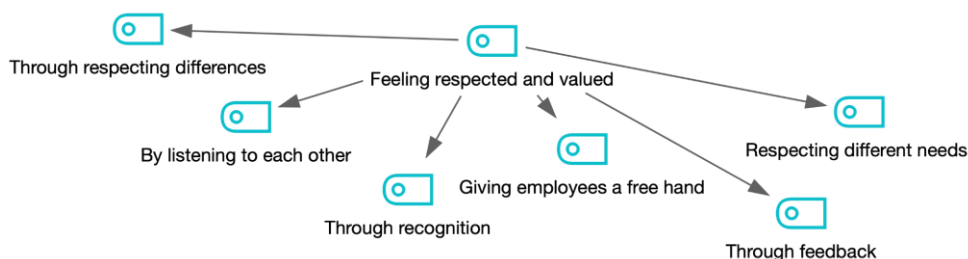 Through respecting differences
Feeling respected and valued
By listening to each other
Respecting different needs
Giving employees a free hand
Through recognition
Through feedback